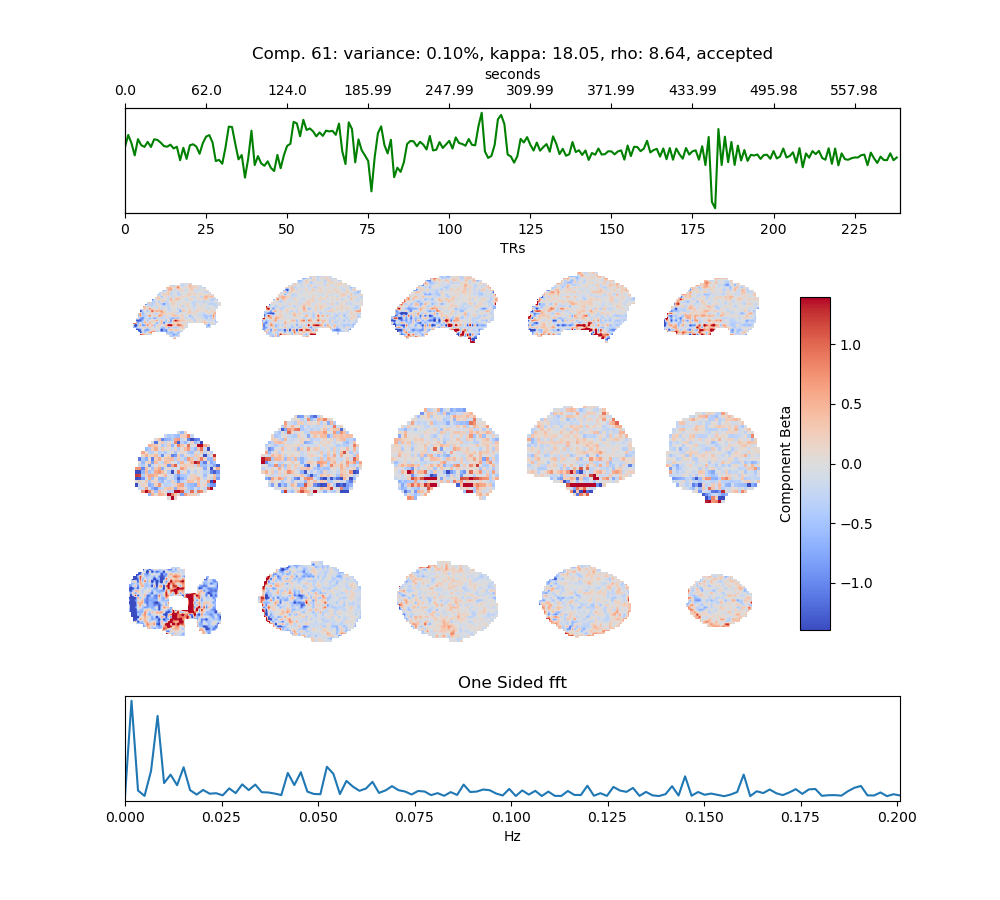 Comp. 61: variance: 0.10%, kappa: 18.05, rho: 8.64, accepted
seconds
0.0 62.0 124.0 185.99 247.99 309.99 371.99 433.99 495.98 557.98
0 25 50 75 100 125 150 175 200 225
TRs
1.0
0.5
0.0
−0.5
−1.0
Component Beta
One Sided fft
0.000 0.025 0.050 0.075 0.100 0.125 0.150 0.175 0.200
Hz